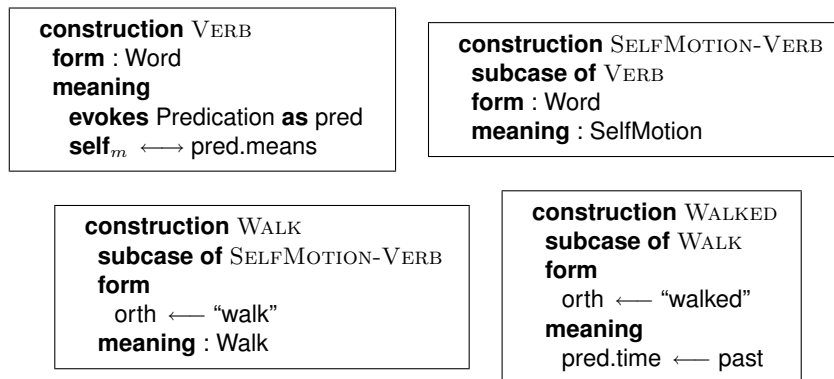 construction VERB
form : Word
meaning
evokes Predication as pred
self_m ⟷ pred.means
construction SELFMOTION-VERB
subcase of VERB
form : Word
meaning : SelfMotion
construction WALK
subcase of SELFMOTION-VERB
form
orth ⟵ “walk”
meaning : Walk
construction WALKED
subcase of WALK
form
orth ⟵ “walked”
meaning
pred.time ⟵ past